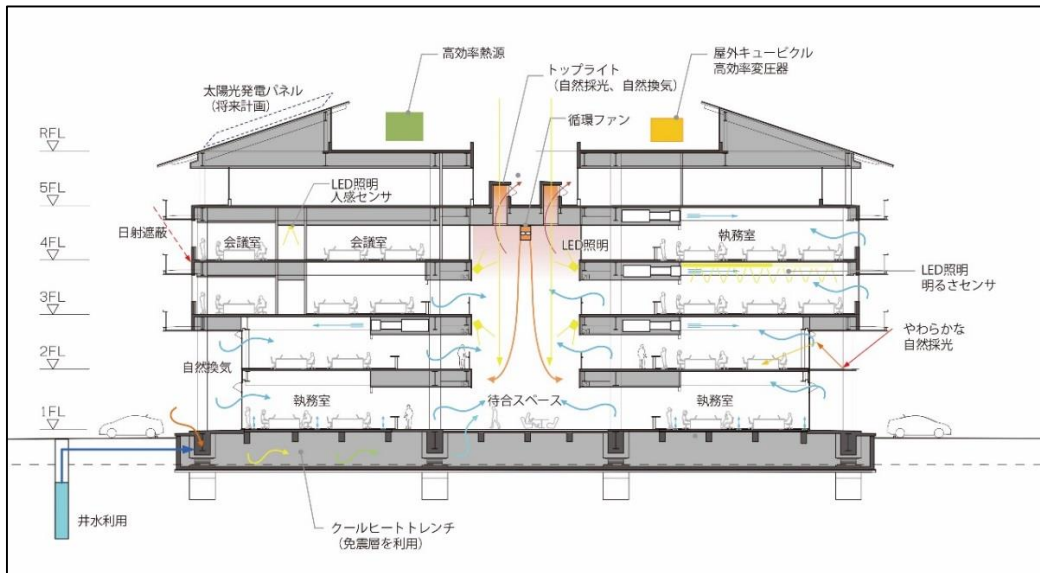 高効率熱源
屋外キュービクル
高効率変圧器
トップライト
（自然採光、自然換気）
太陽光発電パネル
（将来計画）
循環ファン
RFL
5FL
LED照明
人感センサ
日射遮蔽
会議室
会議室
LED照明
執務室
4FL
LED照明
明るさセンサ
3FL
やわらかな
自然採光
2FL
自然換気
執務室
待合スペース
執務室
1FL
井水利用
クールヒートトレンチ
（免震層を利用）